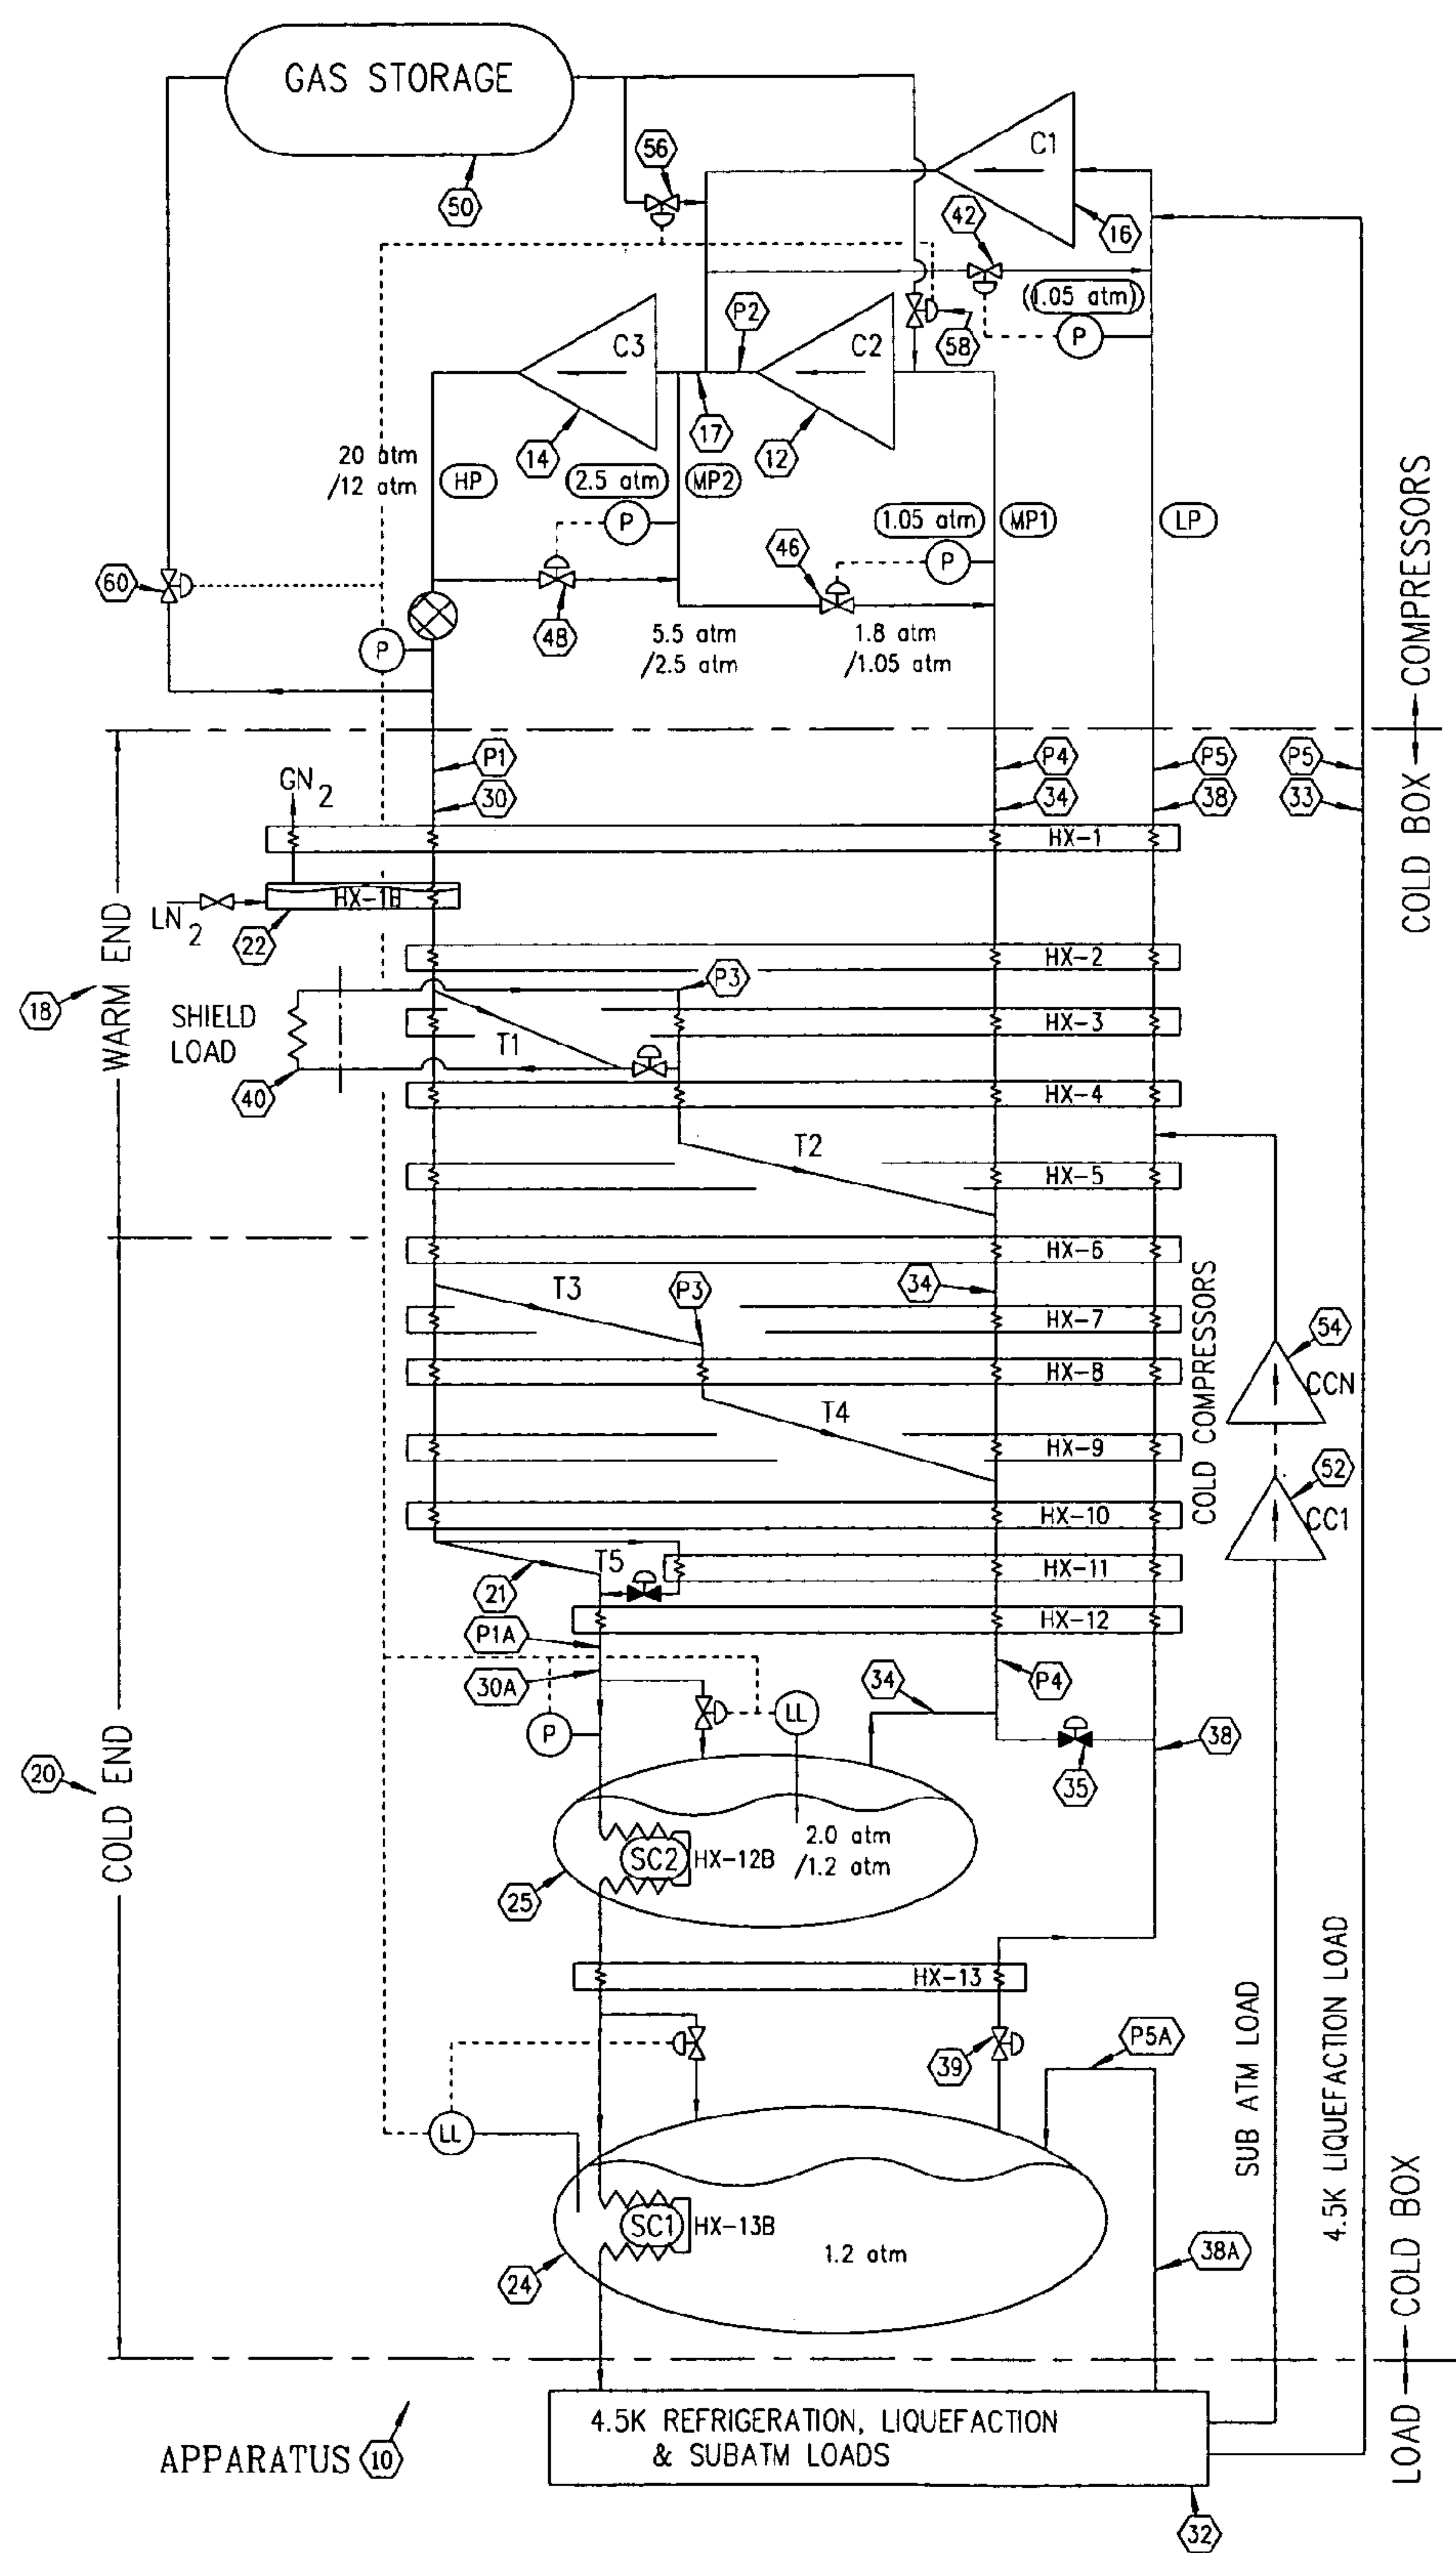 GAS STORAGE
50
56
C1
16
42
(1.05 atm)
P
58
P2
C3
C2
14
17
12
20 atm
/12 atm
HP
2.5 atm
MP2
P
1.05 atm
MP1
LP
P
46
60
48
5.5 atm
/2.5 atm
1.8 atm
/1.05 atm
P
COLD BOX COMPRESSORS
P1
P4
P5
P5
30
34
38
33
GN2
HX-1
LN2
HX-1B
22
HX-2
P3
18
WARM END
SHIELD
LOAD
40
T1
HX-3
HX-4
T2
HX-5
HX-6
34
T3
P3
HX-7
HX-8
COLD COMPRESSORS
54
CCN
T4
HX-9
52
CC1
HX-10
T5
HX-11
21
HX-12
P1A
30A
34
P4
P
LL
38
35
20
COLD END
2.0 atm
/1.2 atm
SC2
HX-12B
25
HX-13
39
P5A
SUB ATM LOAD
4.5K LIQUEFACTION LOAD
LL
SC1
HX-13B
1.2 atm
24
38A
LOAD COLD BOX
4.5K REFRIGERATION, LIQUEFACTION
& SUBATM LOADS
APPARATUS 10
32